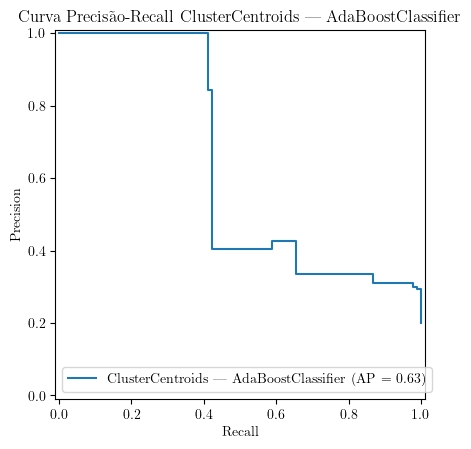 Curva Precisão-Recall ClusterCentroids — AdaBoostClassifier
1.0
0.8
0.6
0.4
0.2
0.0
Precision
ClusterCentroids — AdaBoostClassifier (AP = 0.63)
0.0 0.2 0.4 0.6 0.8 1.0
Recall